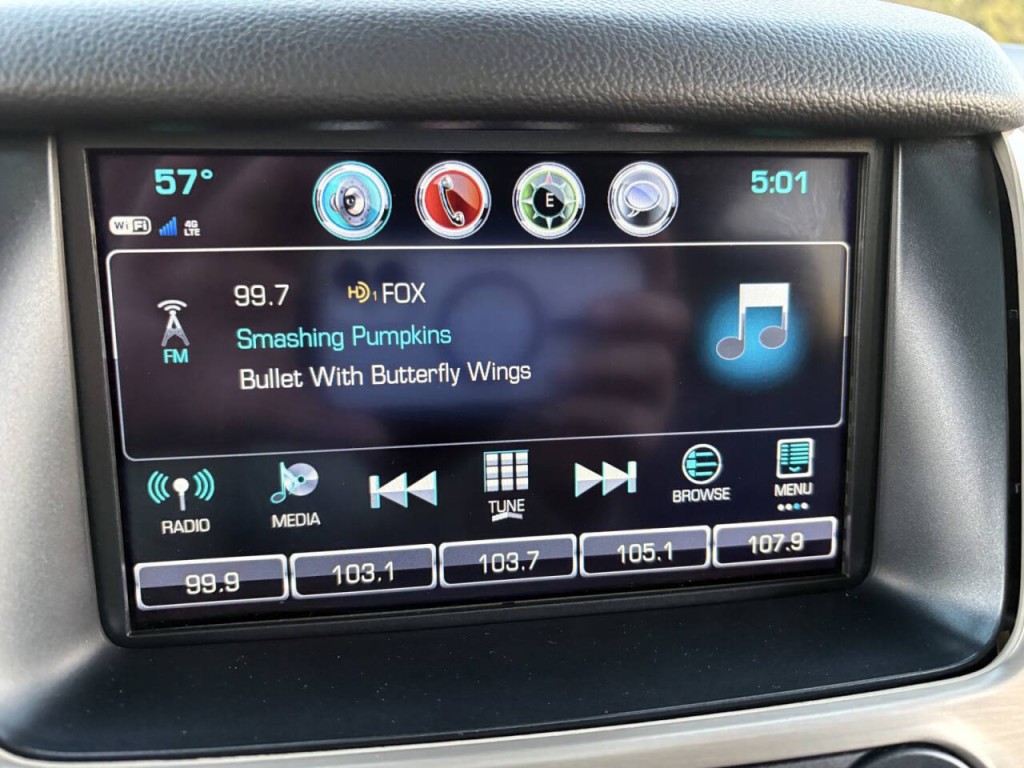 57°
5:01
WiFi
4G
LTE
E
99.7
HD1 FOX
FM
Smashing Pumpkins
Bullet With Butterfly Wings
RADIO
MEDIA
TUNE
BROWSE
MENU
99.9
103.1
103.7
105.1
107.9